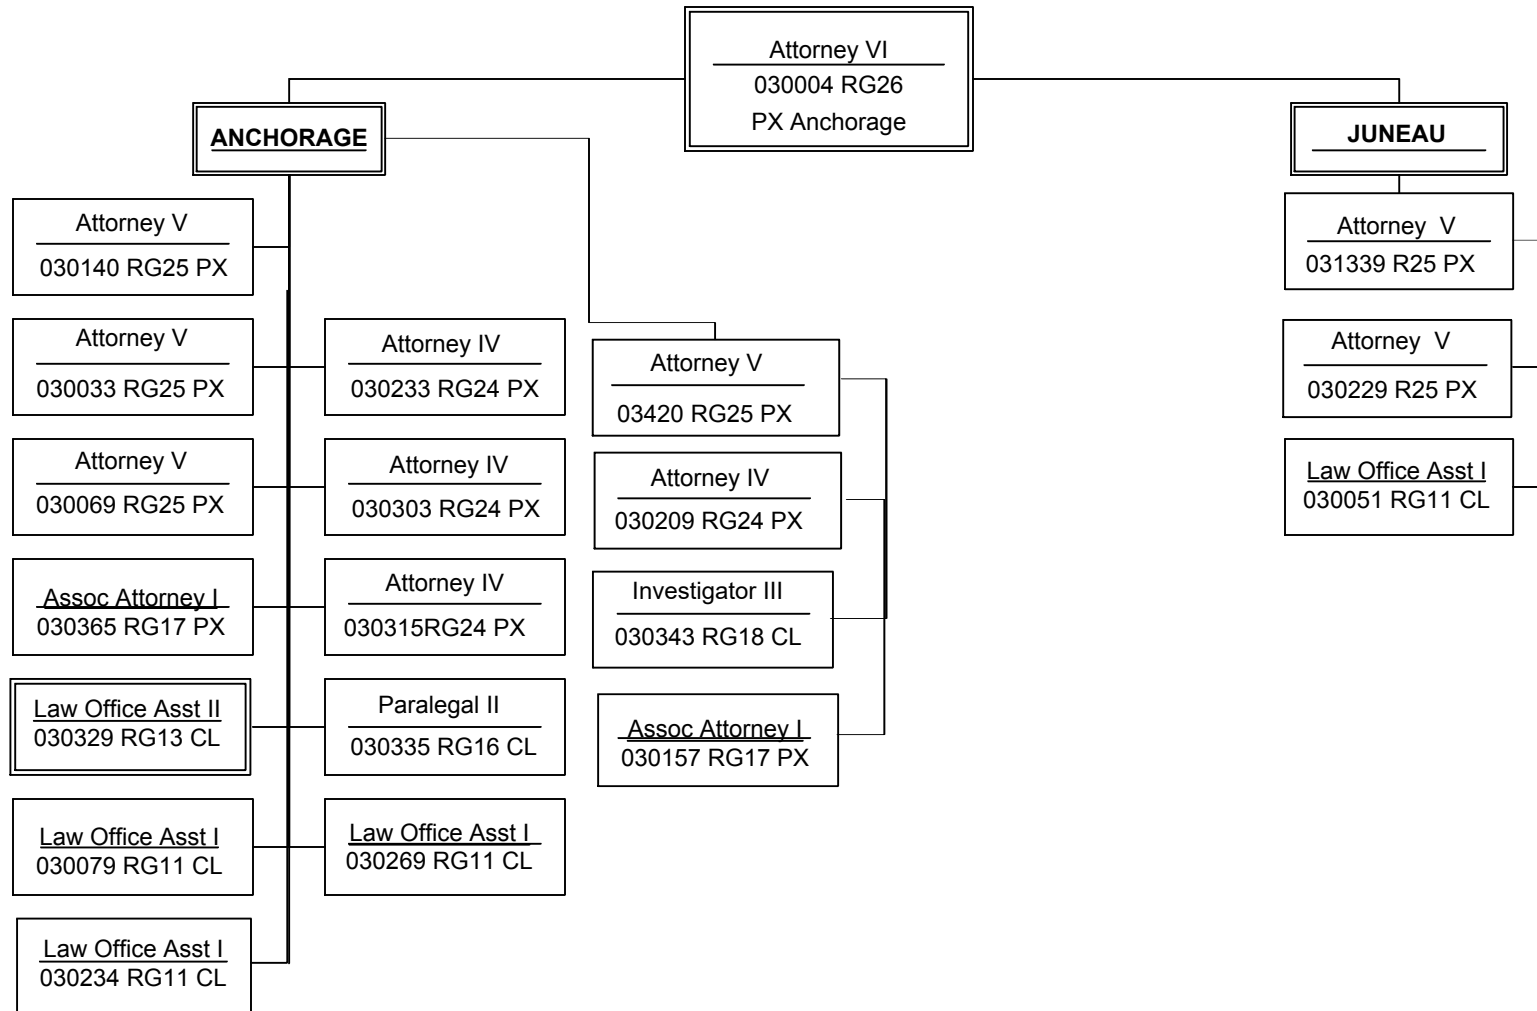 Attorney VI
030004 RG26
PX Anchorage
ANCHORAGE
JUNEAU
Attorney V
030140 RG25 PX
Attorney V
030033 RG25 PX
Attorney V
030069 RG25 PX
Assoc Attorney I
030365 RG17 PX
Law Office Asst II
030329 RG13 CL
Law Office Asst I
030079 RG11 CL
Law Office Asst I
030234 RG11 CL
Attorney IV
030233 RG24 PX
Attorney IV
030303 RG24 PX
Attorney IV
030315RG24 PX
Paralegal II
030335 RG16 CL
Law Office Asst I
030269 RG11 CL
Attorney V
03420 RG25 PX
Attorney IV
030209 RG24 PX
Investigator III
030343 RG18 CL
Assoc Attorney I
030157 RG17 PX
Attorney V
031339 R25 PX
Attorney V
030229 R25 PX
Law Office Asst I
030051 RG11 CL